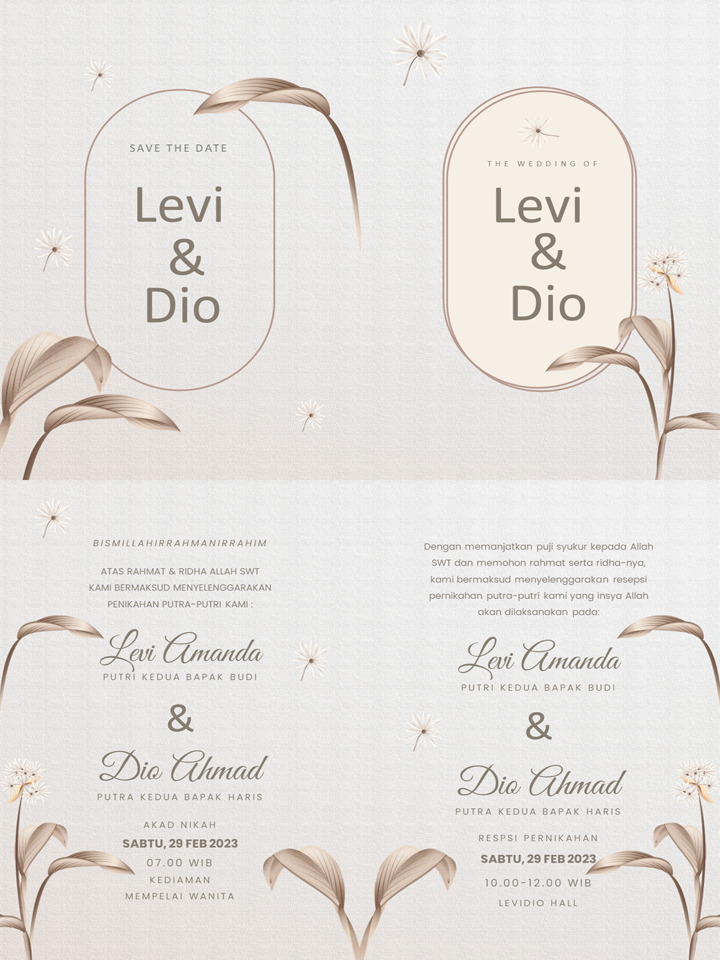 SAVE THE DATE
Levi
&
Dio
THE WEDDING OF
Levi
&
Dio
BISMILLAHIRRAHMANIRRAHIM
ATAS RAHMAT & RIDHA ALLAH SWT
KAMI BERMAKSUD MENYELENGGARAKAN
PENIKAHAN PUTRA-PUTRI KAMI :
Levi Amanda
PUTRI KEDUA BAPAK BUDI
&
Dio Ahmad
PUTRA KEDUA BAPAK HARIS
AKAD NIKAH
SABTU, 29 FEB 2023
07.00 WIB
KEDIAMAN
MEMPELAI WANITA
Dengan memanjatkan puji syukur kepada Allah
SWT dan memohon rahmat serta ridha-nya,
kami bermaksud menyelenggarakan resepsi
pernikahan putra-putri kami yang insya Allah
akan dilaksanakan pada:
Levi Amanda
PUTRI KEDUA BAPAK BUDI
&
Dio Ahmad
PUTRA KEDUA BAPAK HARIS
RESPSI PERNIKAHAN
SABTU, 29 FEB 2023
10.00-12.00 WIB
LEVIDIO HALL